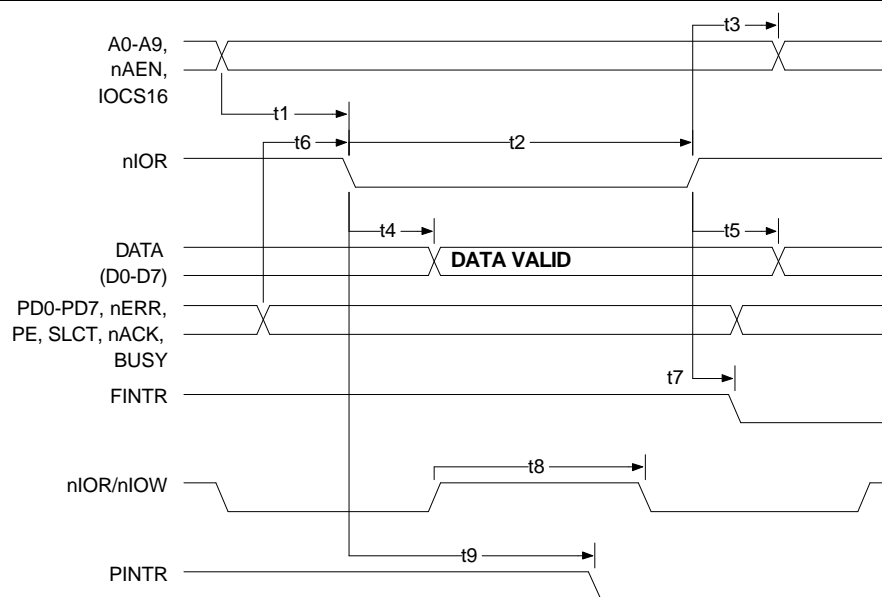 t3
A0-A9,
nAEN,
IOCS16
t1
t6
t2
nIOR
t4
t5
DATA
(D0-D7)
DATA VALID
PD0-PD7, nERR,
PE, SLCT, nACK,
BUSY
t7
FINTR
t8
nIOR/nIOW
t9
PINTR